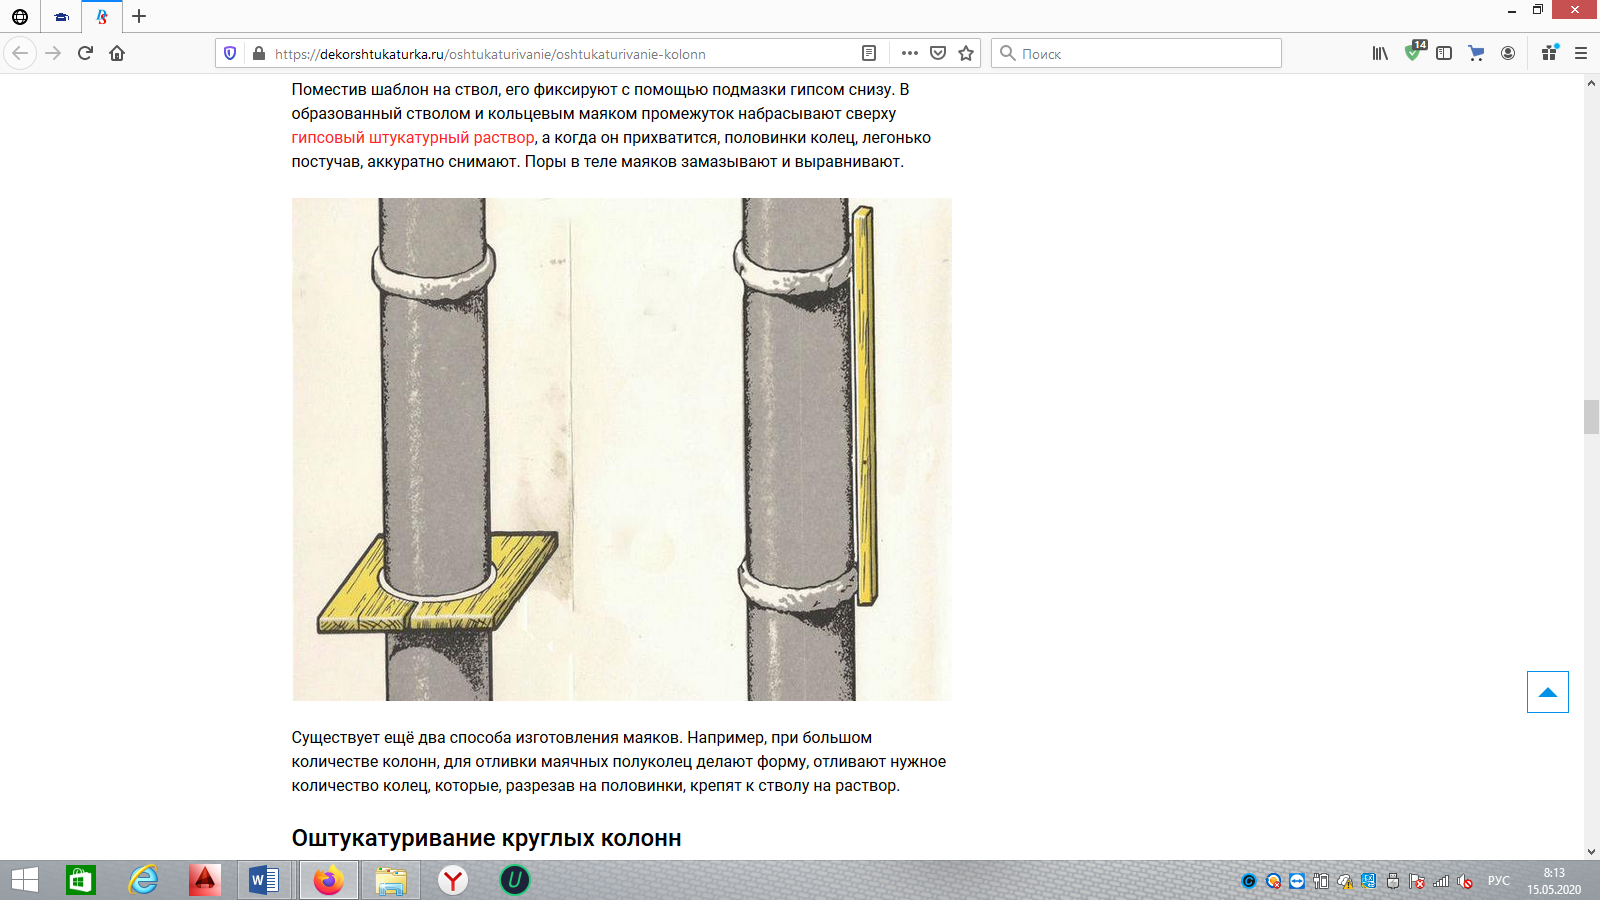 https://dekorshtukaturka.ru/oshtukaturivanie/oshtukaturivanie-kolonn
Поиск
14
Поместив шаблон на ствол, его фиксируют с помощью подмазки гипсом снизу. В
образованный стволом и кольцевым маяком промежуток набрасывают сверху
гипсовый штукатурный раствор, а когда он прихватится, половинки колец, легонько
постучав, аккуратно снимают. Поры в теле маяков замазывают и выравнивают.
Существует ещё два способа изготовления маяков. Например, при большом
количестве колонн, для отливки маячных полуколец делают форму, отливают нужное
количество колец, которые, разрезав на половинки, крепят к стволу на раствор.
Оштукатуривание круглых колонн
РУС
8:13
15.05.2020